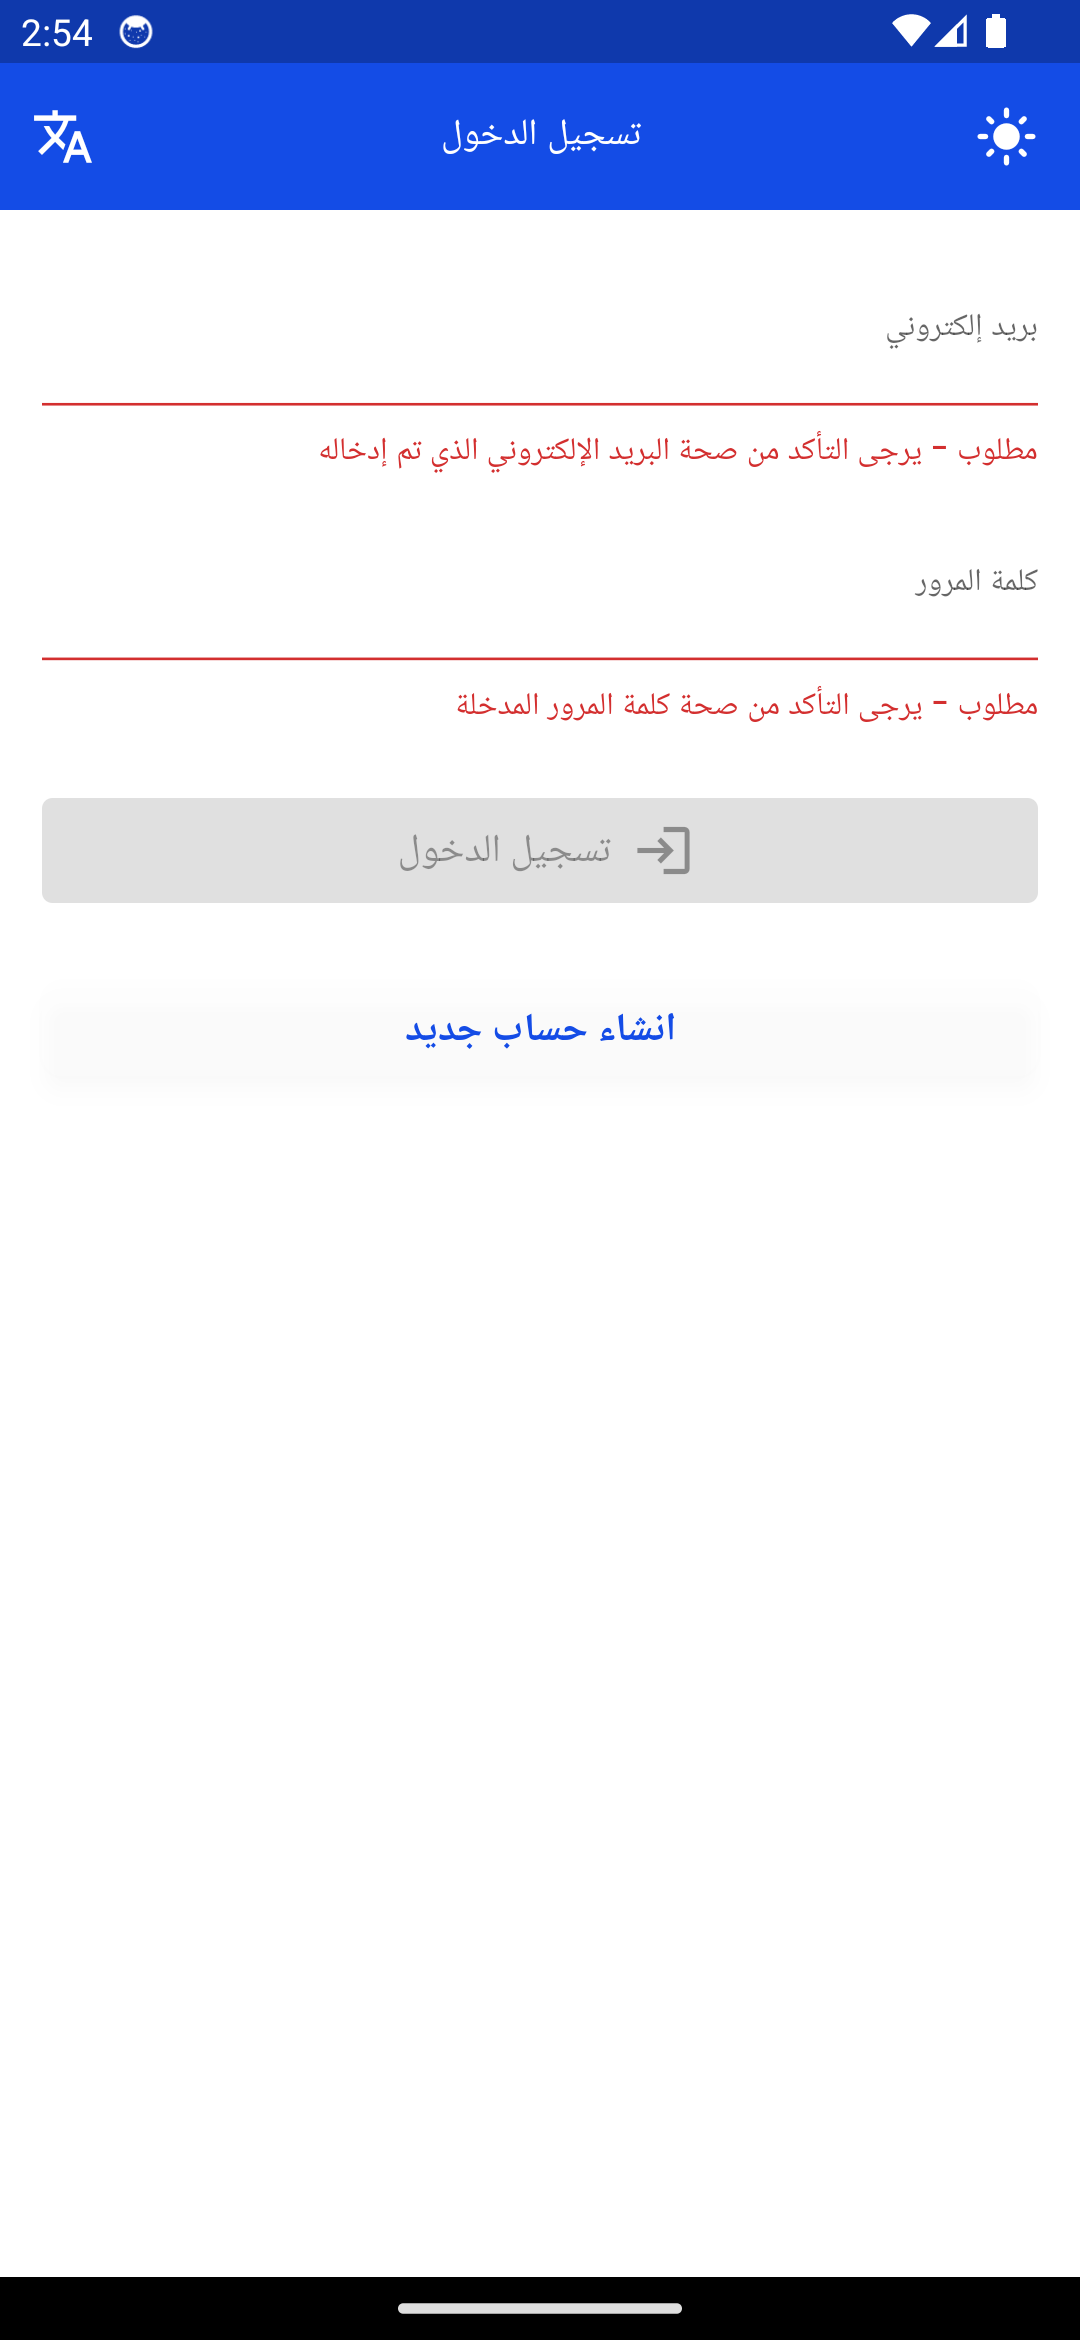 2:54
تسجيل الدخول
بريد إلكتروني
مطلوب - يرجى التأكد من صحة البريد الإلكتروني الذي تم إدخاله
كلمة المرور
مطلوب - يرجى التأكد من صحة كلمة المرور المدخلة
تسجيل الدخول
انشاء حساب جديد